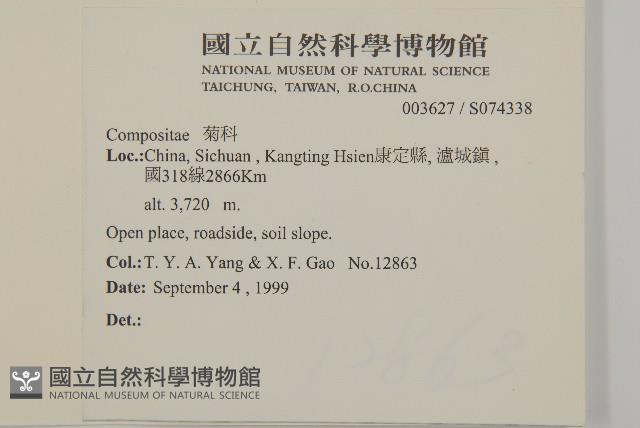 國立自然科學博物館
NATIONAL MUSEUM OF NATURAL SCIENCE
TAICHUNG, TAIWAN, R.O.CHINA
003627 / S074338
Compositae 菊科
Loc.:China, Sichuan , Kangting Hsien康定縣, 瀘城鎮 ,
國318線2866Km
alt. 3,720 m.
Open place, roadside, soil slope.
Col.: T. Y. A. Yang & X. F. Gao No.12863
Date: September 4 , 1999
Det.:
12863
國立自然科學博物館
NATIONAL MUSEUM OF NATURAL SCIENCE